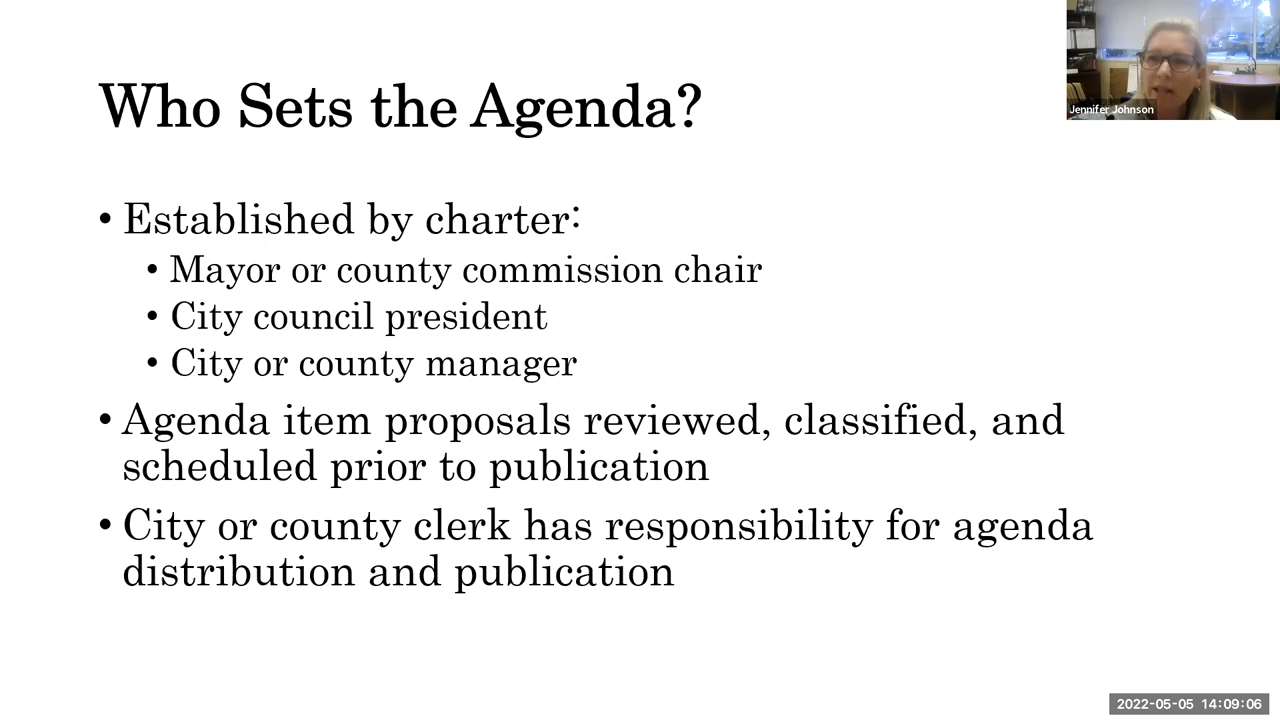 Who Sets the Agenda?
Jennifer Johnson
• Established by charter:
• Mayor or county commission chair
• City council president
• City or county manager
• Agenda item proposals reviewed, classified, and
scheduled prior to publication
• City or county clerk has responsibility for agenda
distribution and publication
2022-05-05 14:09:06